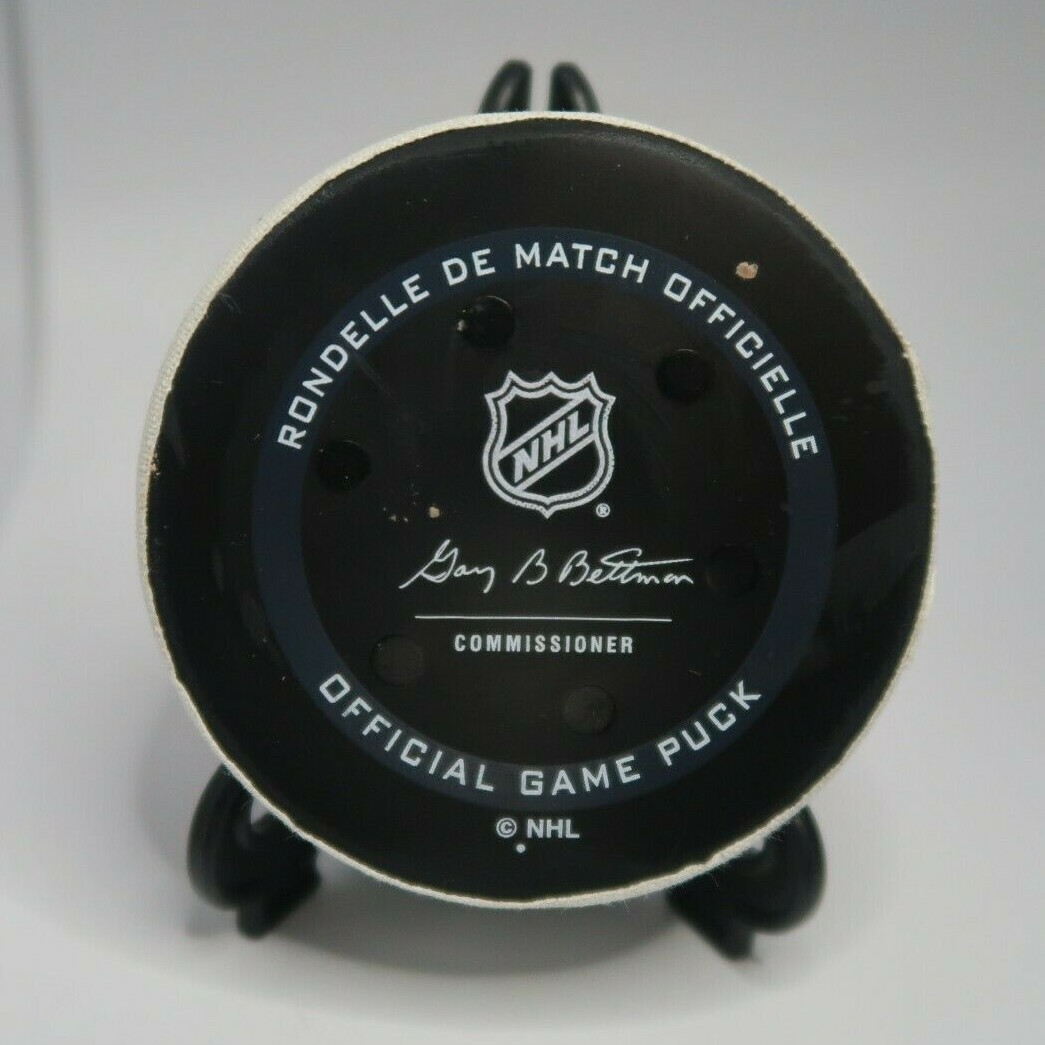 RONDELLE DE MATCH OFFICIELLE
NHL
®
Gary B Bettman
COMMISSIONER
OFFICIAL GAME PUCK
© NHL